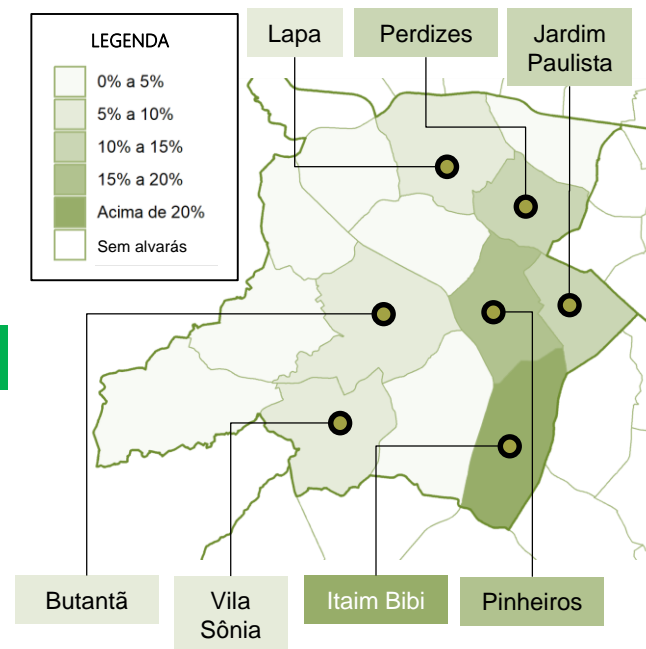 LEGENDA
0% a 5%
5% a 10%
10% a 15%
15% a 20%
Acima de 20%
Sem alvarás
Lapa
Perdizes
Jardim
Paulista
Butantã
Vila
Sônia
Itaim Bibi
Pinheiros